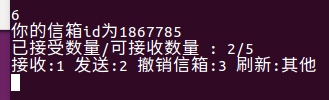 6
你的信箱id为1867785
已接受数量/可接收数量 : 2/5
接收:1 发送:2 撤销信箱:3 刷新:其他